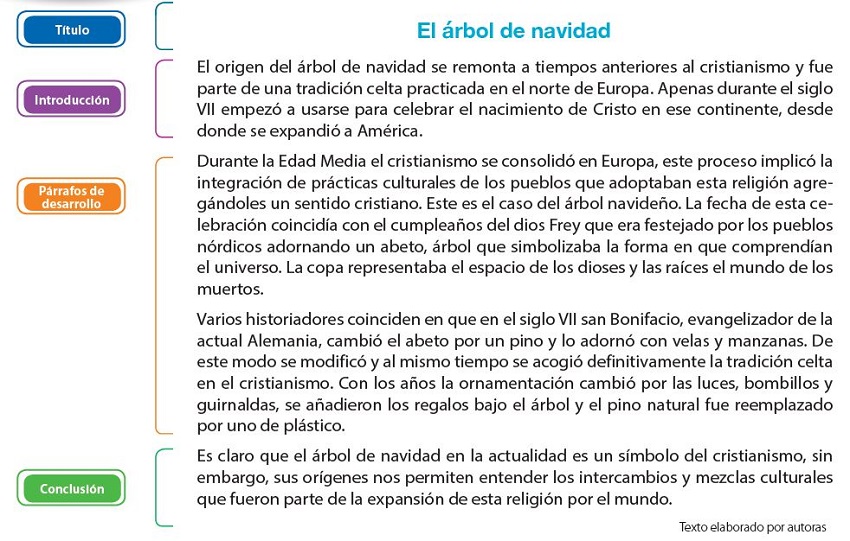 Título
El árbol de navidad
Introducción
El origen del árbol de navidad se remonta a tiempos anteriores al cristianismo y fue
parte de una tradición celta practicada en el norte de Europa. Apenas durante el siglo
VII empezó a usarse para celebrar el nacimiento de Cristo en ese continente, desde
donde se expandió a América.
Párrafos de
desarrollo
Durante la Edad Media el cristianismo se consolidó en Europa, este proceso implicó la
integración de prácticas culturales de los pueblos que adoptaban esta religión agre-
gándoles un sentido cristiano. Este es el caso del árbol navideño. La fecha de esta ce-
lebración coincidía con el cumpleaños del dios Frey que era festejado por los pueblos
nórdicos adornando un abeto, árbol que simbolizaba la forma en que comprendían
el universo. La copa representaba el espacio de los dioses y las raíces el mundo de los
muertos.
Varios historiadores coinciden en que en el siglo VII san Bonifacio, evangelizador de la
actual Alemania, cambió el abeto por un pino y lo adornó con velas y manzanas. De
este modo se modificó y al mismo tiempo se acogió definitivamente la tradición celta
en el cristianismo. Con los años la ornamentación cambió por las luces, bombillos y
guirnaldas, se añadieron los regalos bajo el árbol y el pino natural fue reemplazado
por uno de plástico.
Conclusión
Es claro que el árbol de navidad en la actualidad es un símbolo del cristianismo, sin
embargo, sus orígenes nos permiten entender los intercambios y mezclas culturales
que fueron parte de la expansión de esta religión por el mundo.
Texto elaborado por autoras